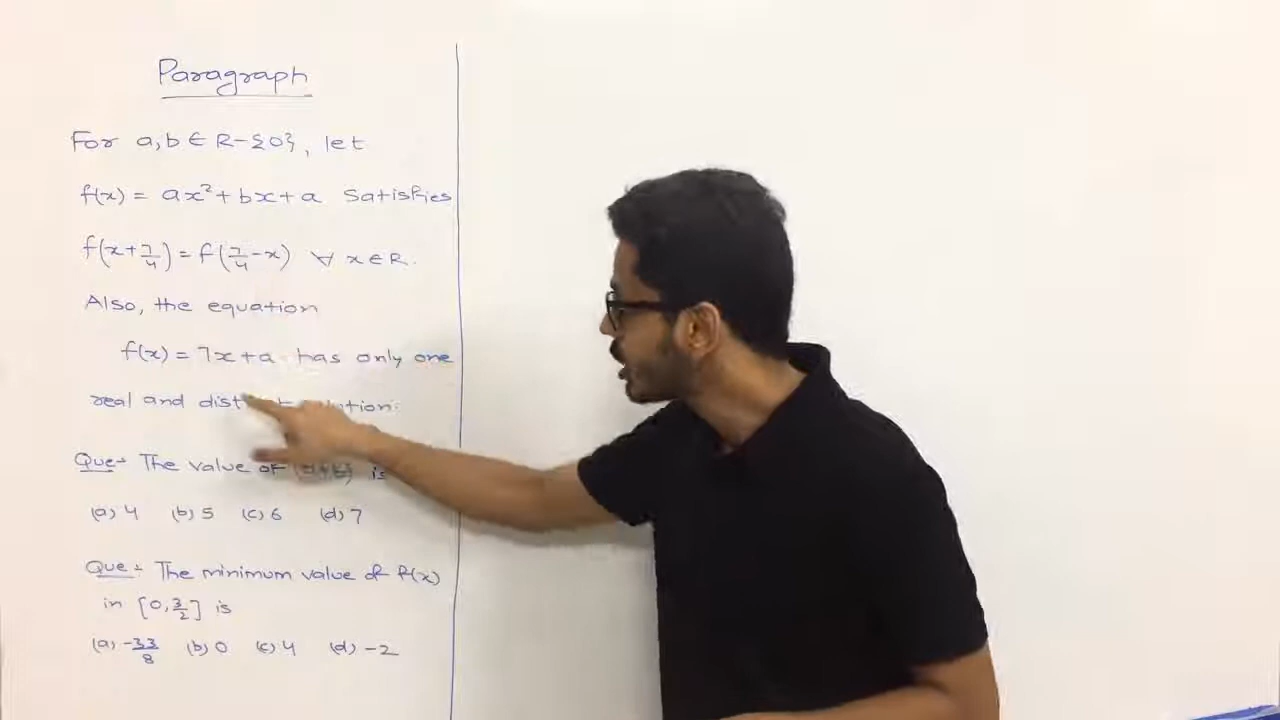 Paragraph
For a,b ∈ R-{0}, let
f(x) = ax²+bx+a satisfies
f(x+7/4) = f(7/4-x) ∀ x∈R.
Also, the equation
f(x) = 7x+a has only one
real and
Que:- The value of is
(a) 4 (b) 5 (c) 6 (d) 7
Que:- The minimum value of f(x)
in [0,3/2] is
(a) -33/8 (b) 0 (c) 4 (d) -2